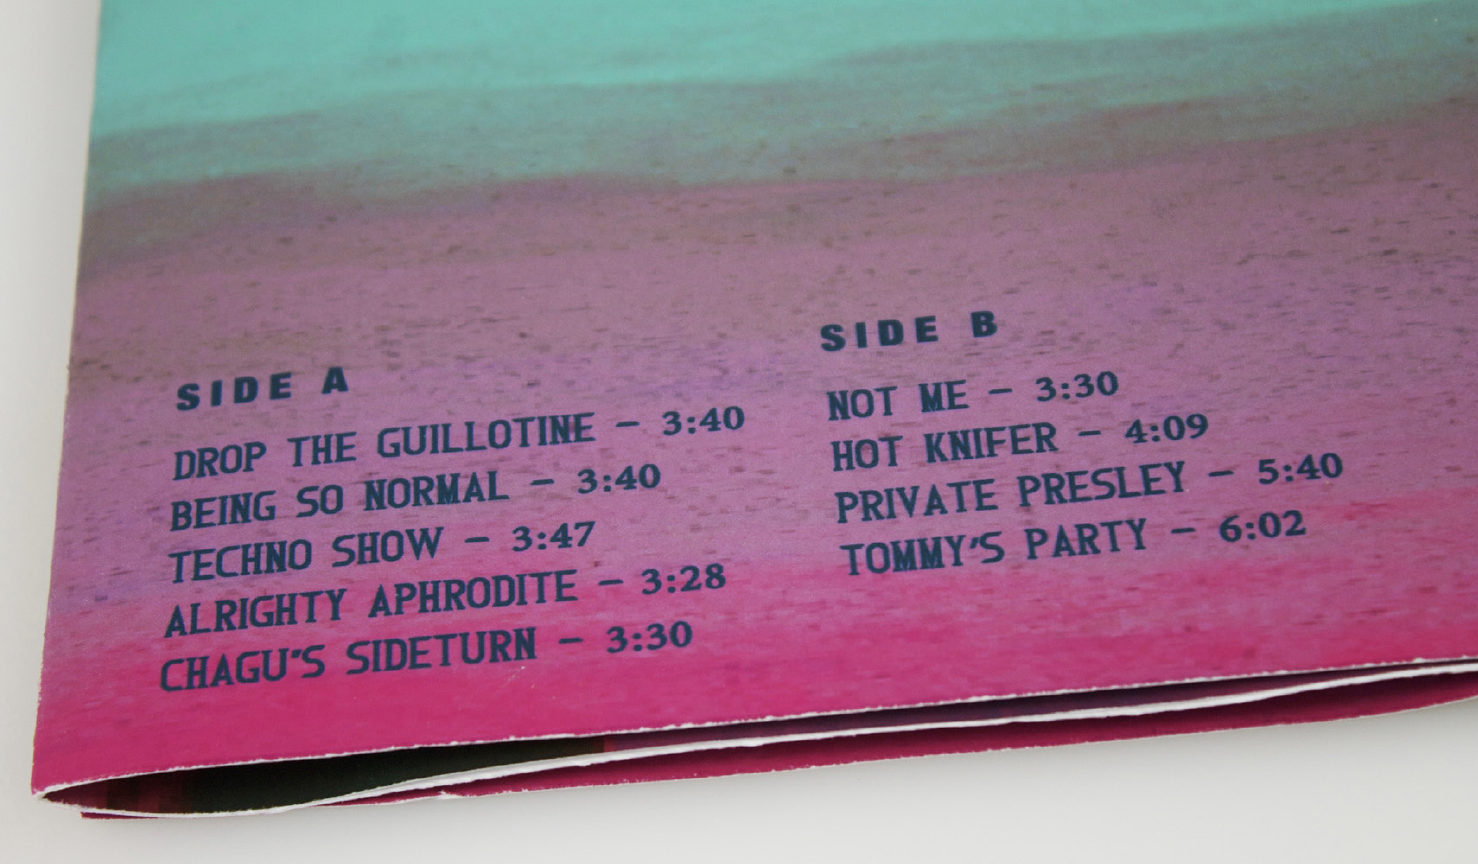 SIDE A
DROP THE GUILLOTINE – 3:40
BEING SO NORMAL – 3:40
TECHNO SHOW – 3:47
ALRIGHTY APHRODITE – 3:28
CHAGU'S SIDETURN – 3:30
SIDE B
NOT ME – 3:30
HOT KNIFER – 4:09
PRIVATE PRESLEY – 5:40
TOMMY'S PARTY – 6:02